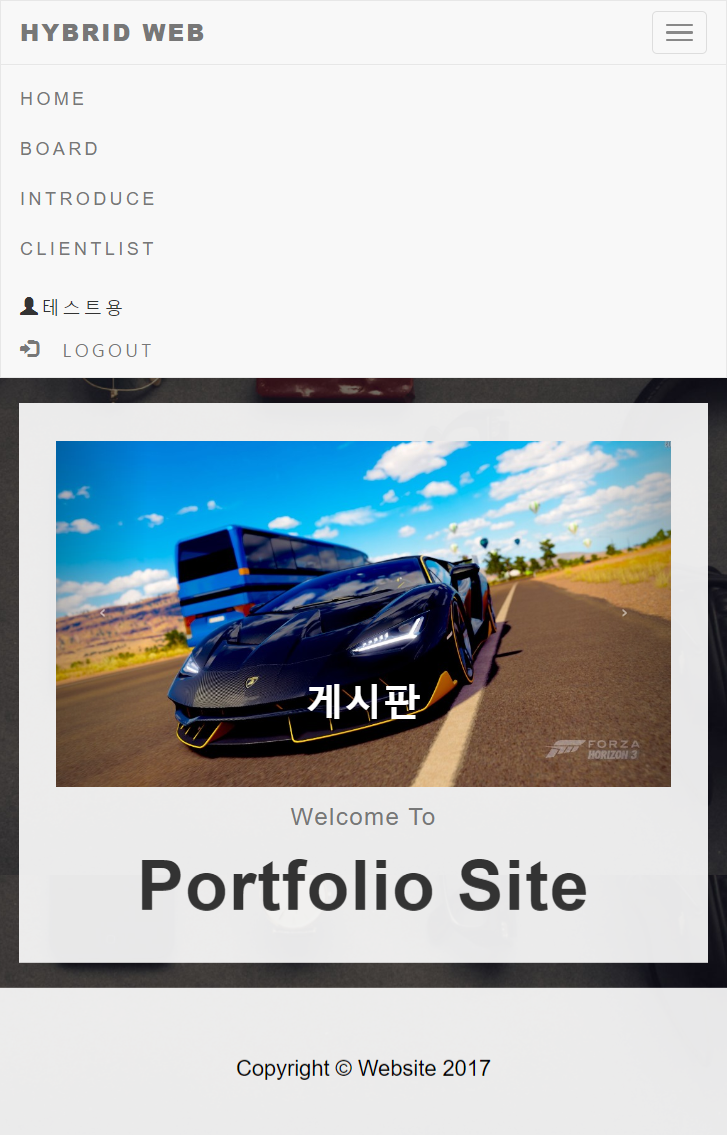 HYBRID WEB
HOME
BOARD
INTRODUCE
CLIENTLIST
테스트용
LOGOUT
게시판
FORZA
HORIZON 3
Welcome To
Portfolio Site
Copyright © Website 2017